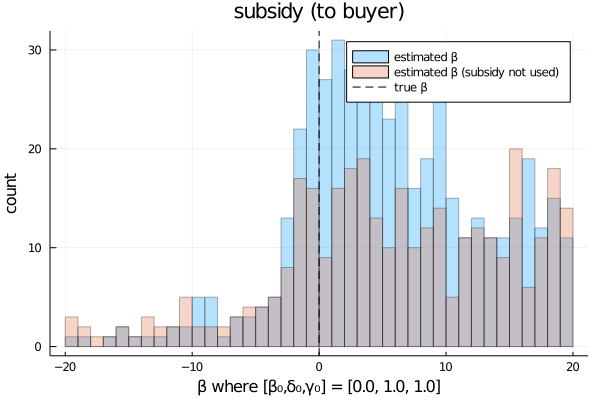 subsidy (to buyer)
30
20
10
0
count
estimated β
estimated β (subsidy not used)
true β
−20
−10
0
10
20
β where [β₀,δ₀,γ₀] = [0.0, 1.0, 1.0]